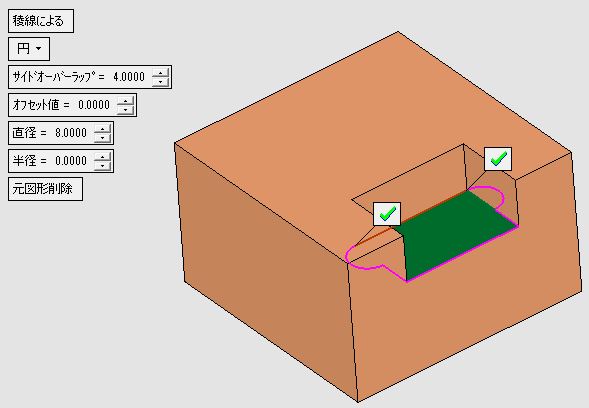 稜線による
円
ｻｲﾄﾞｵｰﾊﾞｰﾗｯﾌﾟ= 4.0000
ｵﾌｾｯﾄ値 = 0.0000
直径 = 8.0000
半径 = 0.0000
元図形削除